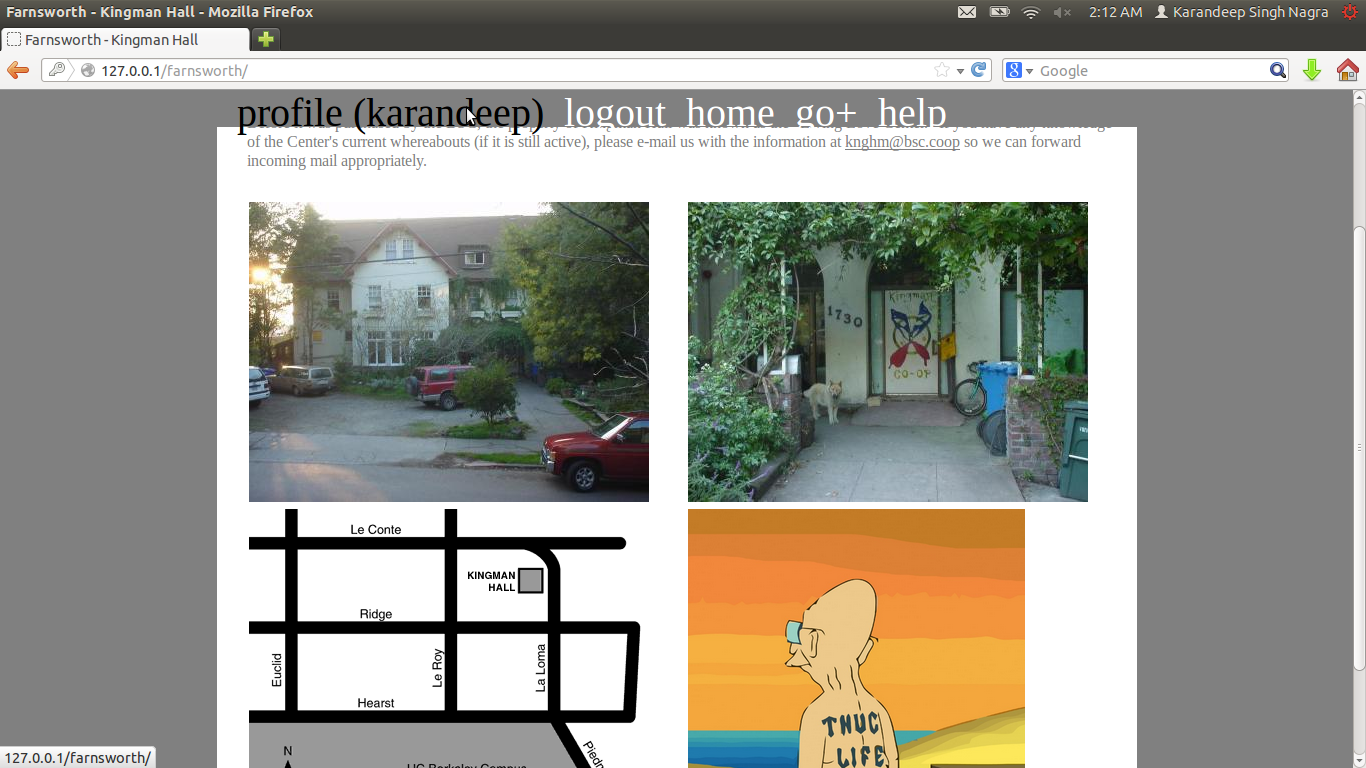 Farnsworth - Kingman Hall - Mozilla Firefox
2:12 AM Karandeep Singh Nagra
Farnsworth - Kingman Hall
127.0.0.1/farnsworth/
Google
profile (karandeep) logout home go+ help
of the Center's current whereabouts (if it is still active), please e-mail us with the information at knghm@bsc.coop so we can forward
incoming mail appropriately.
1730
Kingman
CO-OP
Le Conte
KINGMAN
HALL
Ridge
Euclid
Le Roy
La Loma
Hearst
N
UC Berkeley Campus
THUG
LIFE
127.0.0.1/farnsworth/